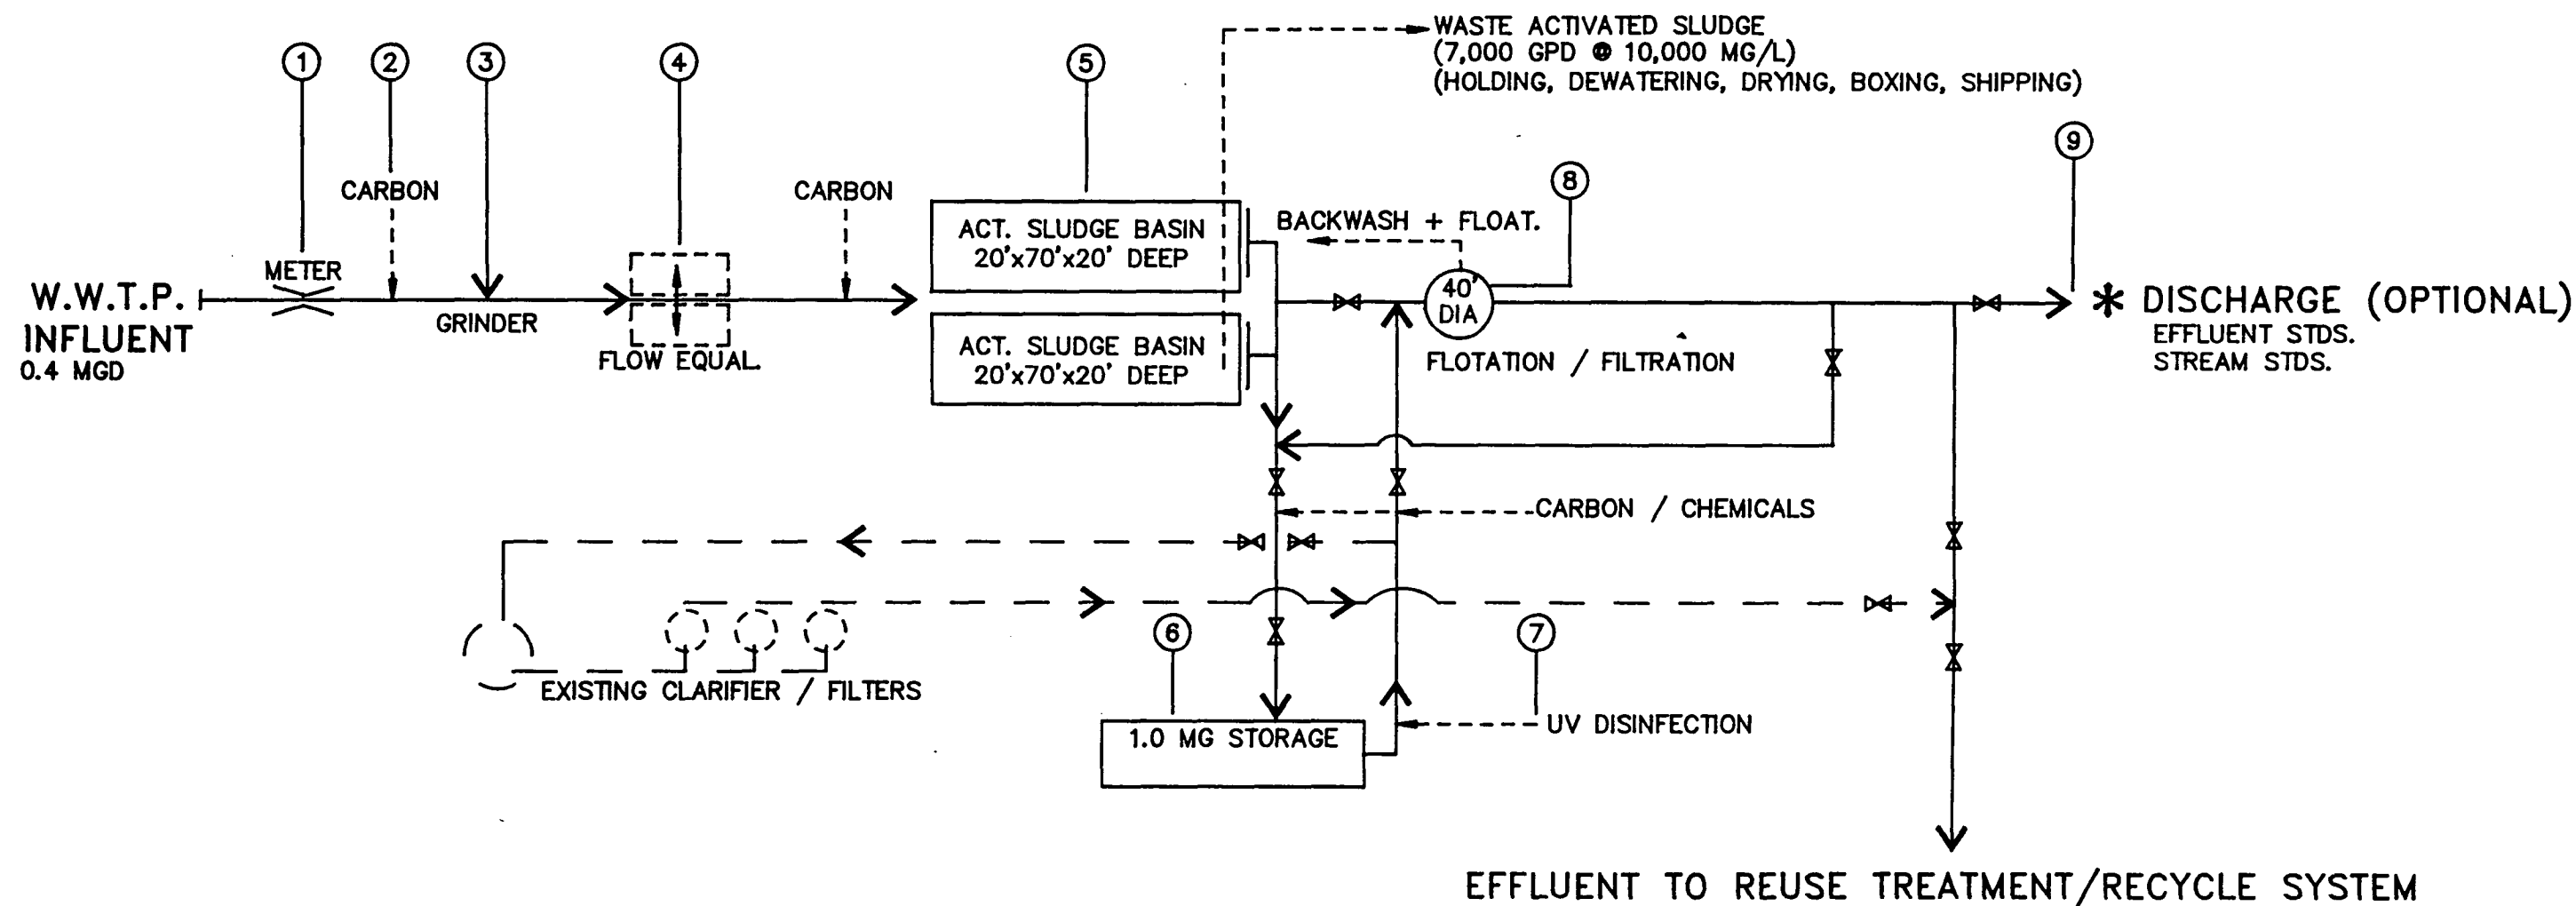 WASTE ACTIVATED SLUDGE
(7,000 GPD @ 10,000 MG/L)
(HOLDING, DEWATERING, DRYING, BOXING, SHIPPING)
1
2
3
4
5
9
8
CARBON
CARBON
METER
GRINDER
W.W.T.P.
INFLUENT
0.4 MGD
FLOW EQUAL.
ACT. SLUDGE BASIN
20'x70'x20' DEEP
ACT. SLUDGE BASIN
20'x70'x20' DEEP
BACKWASH + FLOAT.
40'
DIA
FLOTATION / FILTRATION
* DISCHARGE (OPTIONAL)
EFFLUENT STDS.
STREAM STDS.
CARBON / CHEMICALS
EXISTING CLARIFIER / FILTERS
6
7
1.0 MG STORAGE
UV DISINFECTION
EFFLUENT TO REUSE TREATMENT/RECYCLE SYSTEM